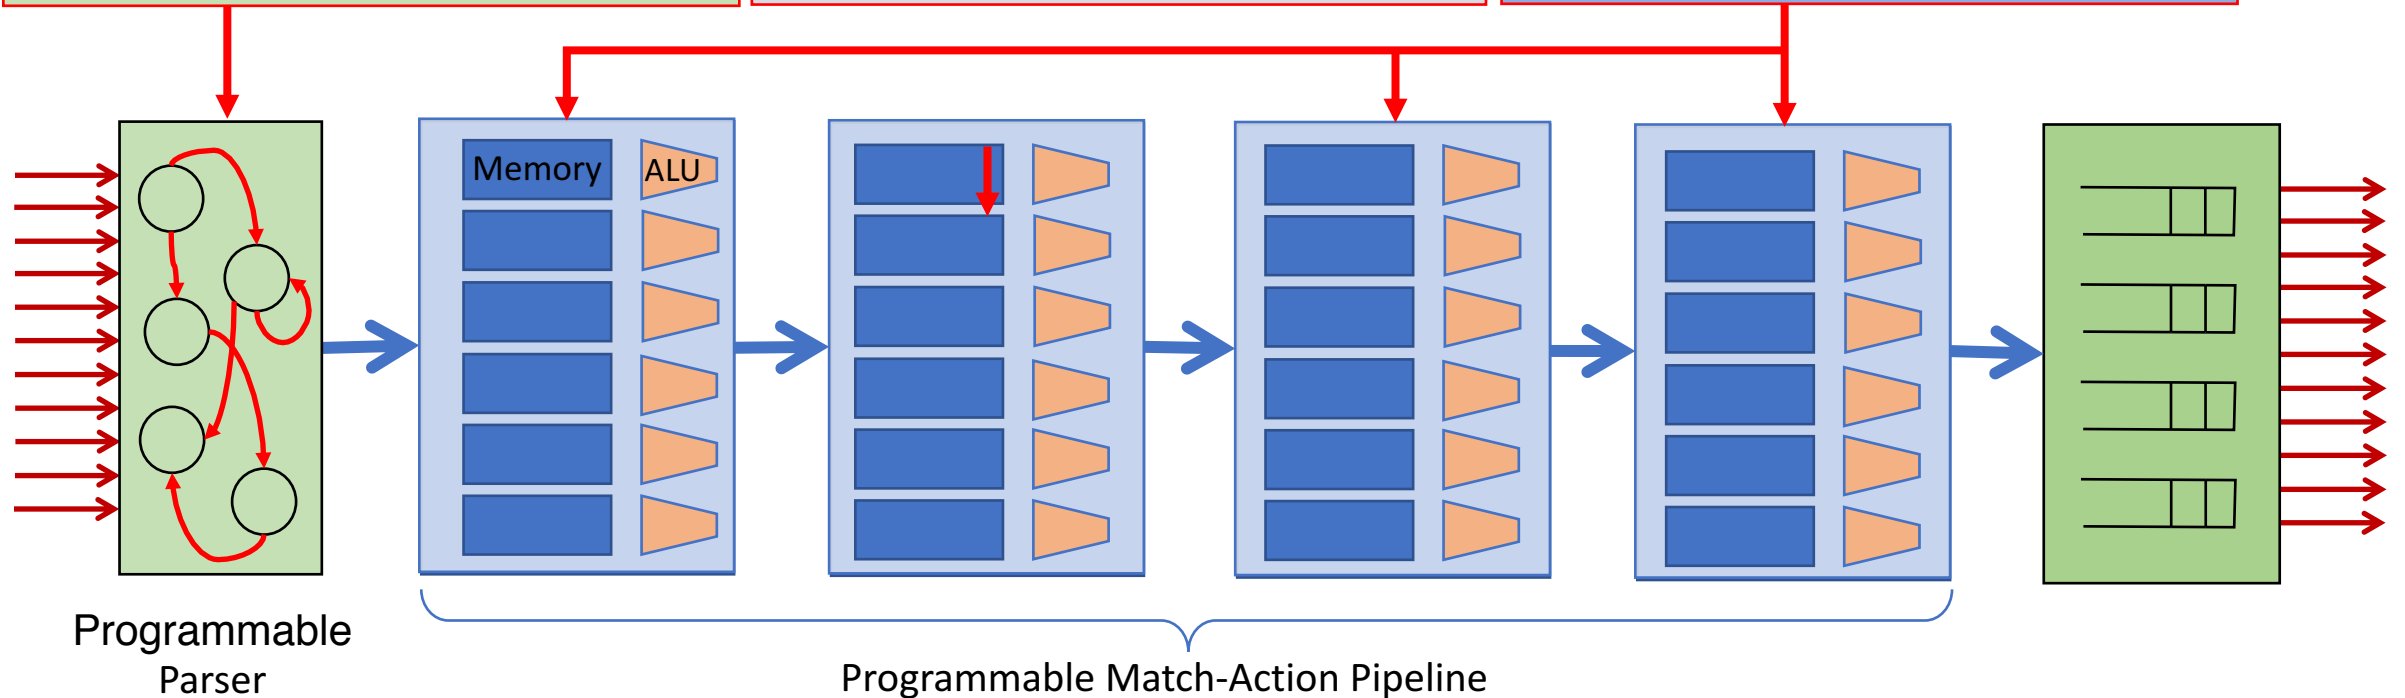 Memory
ALU
Programmable
Parser
Programmable Match-Action Pipeline